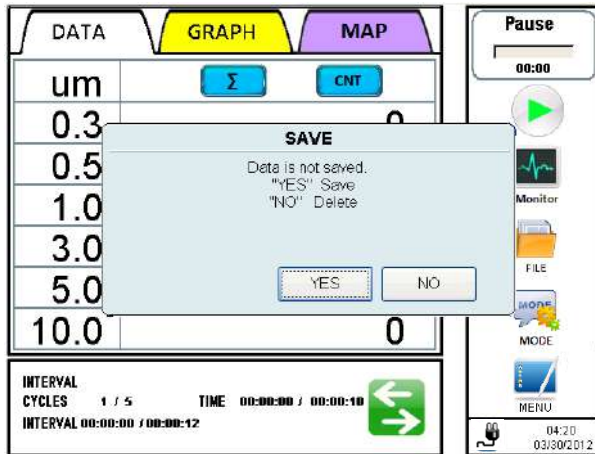 DATA
GRAPH
MAP
um
Σ
CNT
0.3
0
0.5
1.0
3.0
5.0
10.0
0
SAVE
Data is not saved.
"YES" Save
"NO" Delete
YES
NO
INTERVAL
CYCLES 1 / 5 TIME 00:00:00 / 00:00:10
INTERVAL 00:00:00 / 00:00:12
Pause
00:00
Monitor
FILE
MODE
MODE
MENU
04:20
03/30/2012